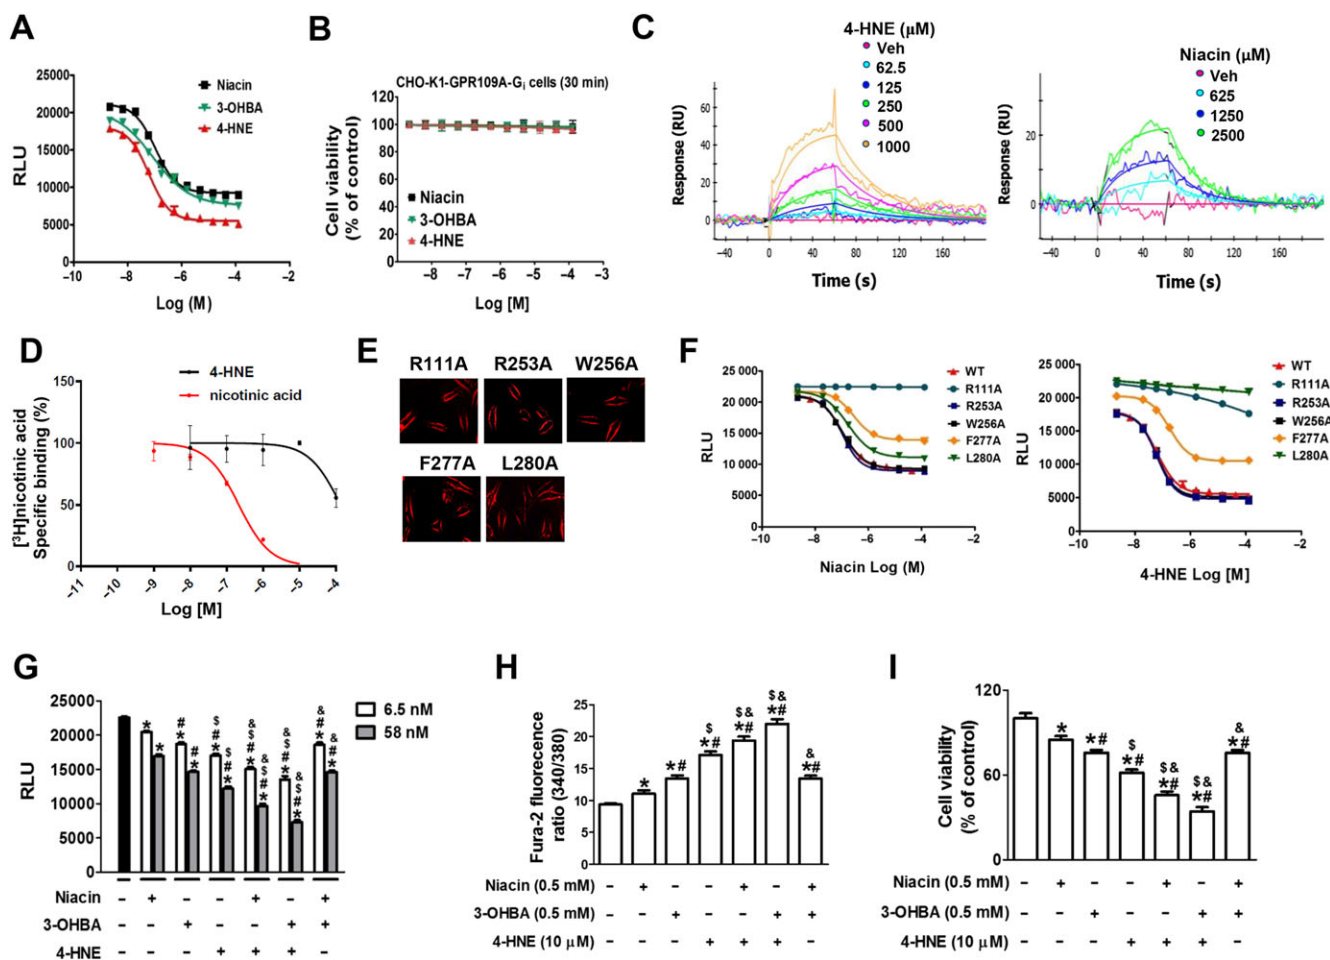 A
25000
20000
15000
10000
5000
0
RLU
−10
−8
−6
−4
−2
Log (M)
Niacin
3-OHBA
4-HNE
B
CHO-K1-GPR109A-Gi cells (30 min)
120
100
80
60
40
20
0
Cell viability
(% of control)
Niacin
3-OHBA
4-HNE
−8
−7
−6
−5
−4
−3
Log [M]
C
4-HNE (µM)
Veh
62.5
125
250
500
1000
Response (RU)
60
40
20
0
−40
0
40
80
120
160
Time (s)
Niacin (µM)
Veh
625
1250
2500
Response (RU)
20
0
−40
0
40
80
120
160
Time (s)
D
4-HNE
nicotinic acid
150
100
50
0
[³H]nicotinic acid
Specific binding (%)
−11
−10
−9
−8
−7
−6
−5
−4
Log [M]
E
R111A
R253A
W256A
F277A
L280A
F
25 000
20 000
15 000
10 000
5000
0
RLU
−10
−8
−6
−4
−2
Niacin Log (M)
WT
R111A
R253A
W256A
F277A
L280A
25 000
20 000
15 000
10 000
5000
0
RLU
−10
−8
−6
−4
−2
4-HNE Log [M]
WT
R111A
R253A
W256A
F277A
L280A
G
25000
20000
15000
10000
5000
0
RLU
6.5 nM
58 nM
*
*
#
*
#
*
$
#
*
$
#
*
&
$
#
*
&
$
#
*
&
$
#
*
&
$
#
*
&
#
*
&
#
*
Niacin − + − − + − +
3-OHBA − − + − − + +
4-HNE − − − + + + −
H
25
20
15
10
5
0
Fura-2 fluorescence
ratio (340/380)
*
*#
$
*#
$ &
*#
$ &
*#
&
*#
Niacin (0.5 mM) − + − − + − +
3-OHBA (0.5 mM) − − + − − + +
4-HNE (10 µM) − − − + + + −
I
120
60
0
Cell viability
(% of control)
*
*#
$
*#
$ &
*#
$ &
*#
&
*#
Niacin (0.5 mM) − + − − + − +
3-OHBA (0.5 mM) − − + − − + +
4-HNE (10 µM) − − − + + + −